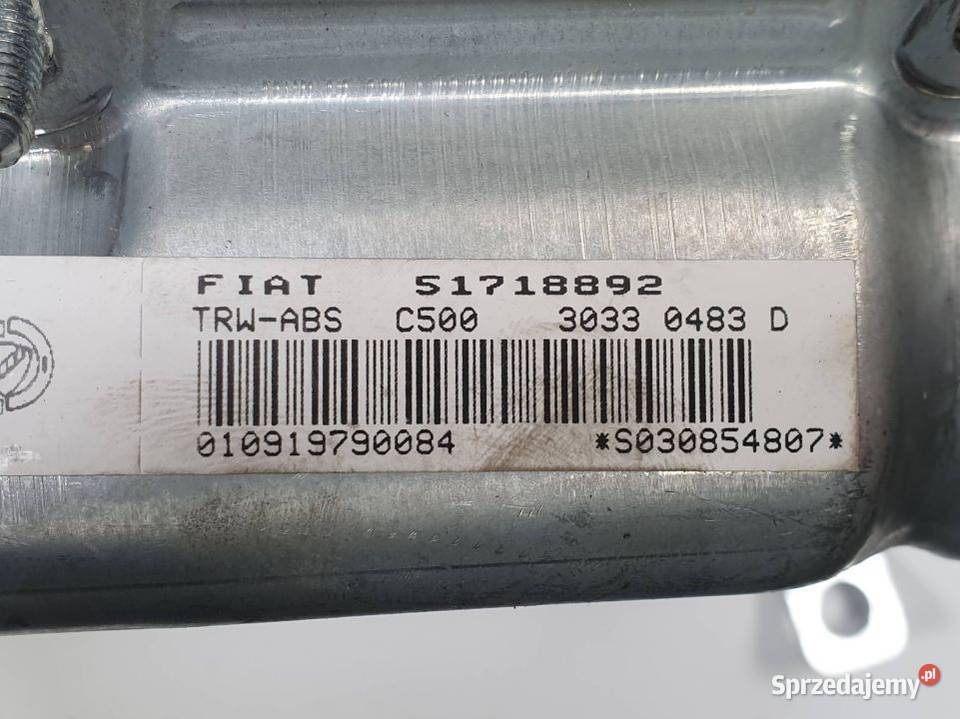 FIAT 51718892
TRW-ABS C500 3033 0483 D
010919790084 *S030854807*
Sprzedajemy.pl